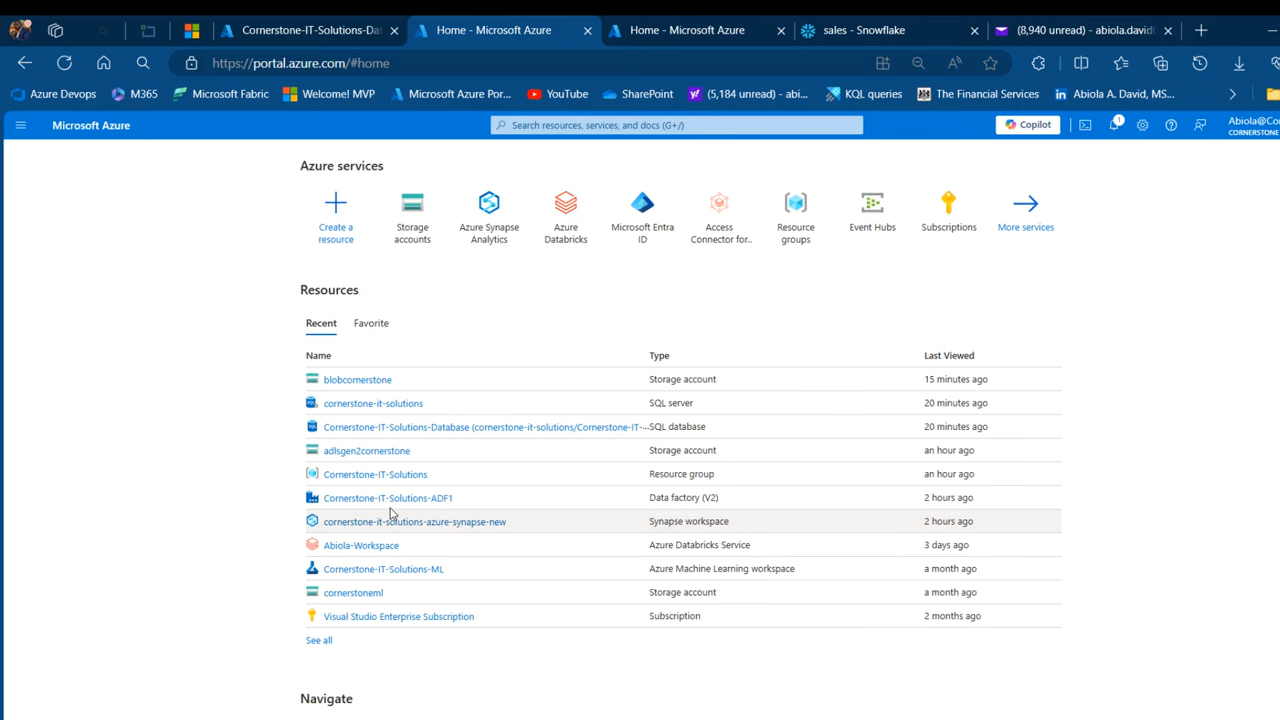 Cornerstone-IT-Solutions-Dat
Home - Microsoft Azure
Home - Microsoft Azure
sales - Snowflake
(8,940 unread) - abiola.david
https://portal.azure.com/#home
Azure Devops
M365
Microsoft Fabric
Welcome! MVP
Microsoft Azure Por...
YouTube
SharePoint
(5,184 unread) - abi...
KQL queries
The Financial Services
Abiola A. David, MS...
Microsoft Azure
Search resources, services, and docs (G+/)
Copilot
1
Abiola@Co
CORNERSTONE
Azure services
Create a
resource
Storage
accounts
Azure Synapse
Analytics
Azure
Databricks
Microsoft Entra
ID
Access
Connector for...
Resource
groups
Event Hubs
Subscriptions
More services
Resources
Recent
Favorite
Name Type Last Viewed
blobcornerstone Storage account 15 minutes ago
cornerstone-it-solutions SQL server 20 minutes ago
Cornerstone-IT-Solutions-Database (cornerstone-it-solutions/Cornerstone-IT-... SQL database 20 minutes ago
adlsgen2cornerstone Storage account an hour ago
Cornerstone-IT-Solutions Resource group an hour ago
Cornerstone-IT-Solutions-ADF1 Data factory (V2) 2 hours ago
cornerstone-it-solutions-azure-synapse-new Synapse workspace 2 hours ago
Abiola-Workspace Azure Databricks Service 3 days ago
Cornerstone-IT-Solutions-ML Azure Machine Learning workspace a month ago
cornerstoneml Storage account a month ago
Visual Studio Enterprise Subscription Subscription 2 months ago
See all
Navigate